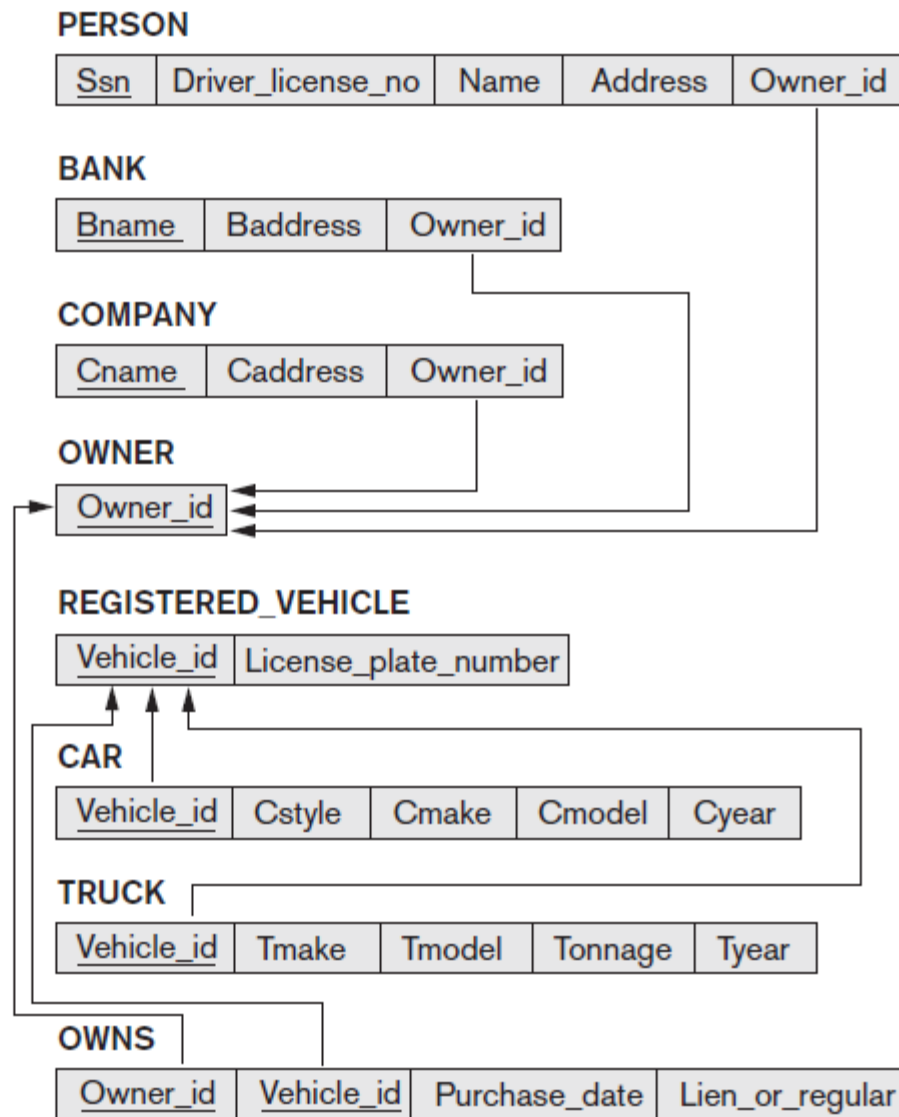 PERSON
Ssn Driver_license_no Name Address Owner_id
BANK
Bname Baddress Owner_id
COMPANY
Cname Caddress Owner_id
OWNER
Owner_id
REGISTERED_VEHICLE
Vehicle_id License_plate_number
CAR
Vehicle_id Cstyle Cmake Cmodel Cyear
TRUCK
Vehicle_id Tmake Tmodel Tonnage Tyear
OWNS
Owner_id Vehicle_id Purchase_date Lien_or_regular